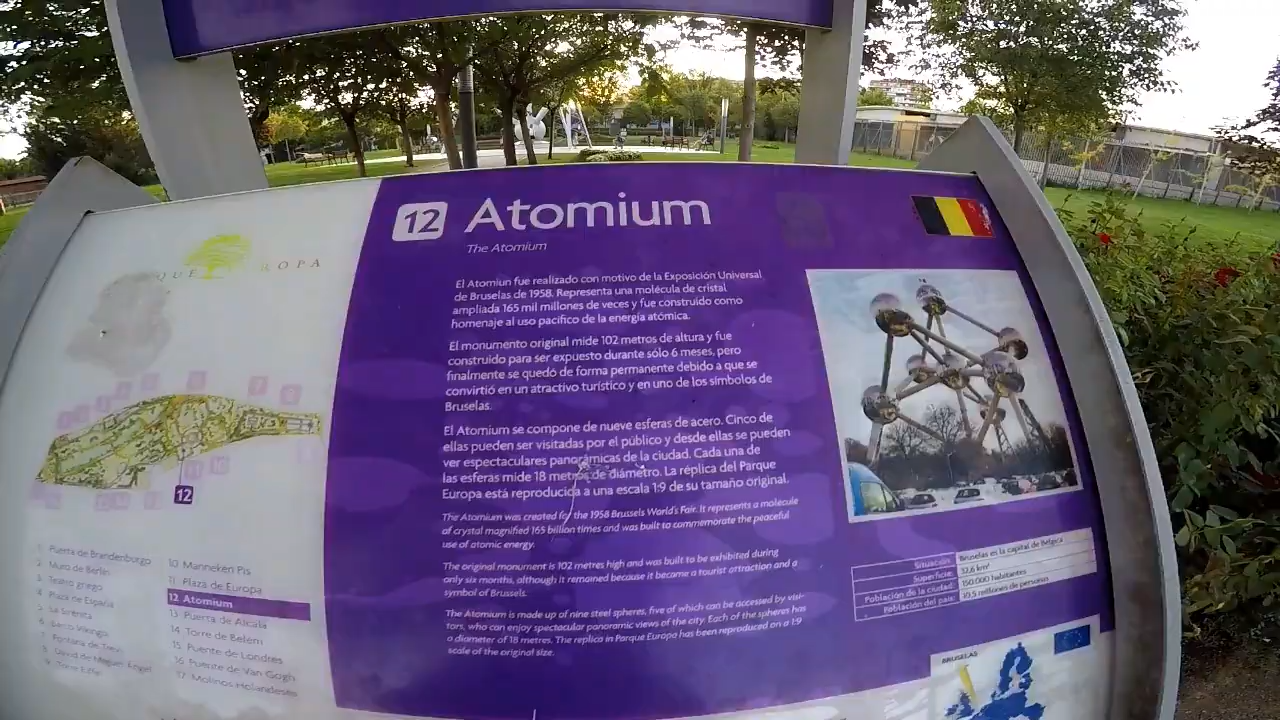 12 Atomium
The Atomium
El Atomiun fue realizado con motivo de la Exposición Universal
de Bruselas de 1958. Representa una molécula de cristal
ampliada 165 mil millones de veces y fue construido como
homenaje al uso pacífico de la energía atómica.
El monumento original mide 102 metros de altura y fue
construido para ser expuesto durante sólo 6 meses, pero
finalmente se quedó de forma permanente debido a que se
convirtió en un atractivo turístico y en uno de los símbolos de
Bruselas.
El Atomium se compone de nueve esferas de acero. Cinco de
ellas pueden ser visitadas por el público y desde ellas se pueden
ver espectaculares panorámicas de la ciudad. Cada una de
las esferas mide 18 metros de diámetro. La réplica del Parque
Europa está reproducida a una escala 1:9 de su tamaño original.
The Atomium was created for the 1958 Brussels World's Fair. It represents a molecule
of crystal magnified 165 billion times and was built to commemorate the peaceful
use of atomic energy.
The original monument is 102 metres high and was built to be exhibited during
only six months, although it remained because it became a tourist attraction and a
symbol of Brussels.
The Atomium is made up of nine steel spheres, five of which can be accessed by visi-
tors, who can enjoy spectacular panoramic views of the city. Each of the spheres has
a diameter of 18 metres. The replica in Parque Europa has been reproduced on a 1:9
scale of the original size.
QUE ROPA
12
1 Puerta de Brandenburgo
2 Muro de Berlín
3 Teatro griego
4 Plaza de España
5 La Sirenita
6 Barco vikingo
7 Fontana de Trevi
8 David de Miguel Ángel
9 Torre Eiffel
10 Manneken Pis
11 Plaza de Europa
12 Atomium
13 Puerta de Alcalá
14 Torre de Belém
15 Puente de Londres
16 Puente de Van Gogh
17 Molinos Holandeses
Situación: Bruselas es la capital de Bélgica
Superficie: 32,6 km²
Población de la ciudad: 150.000 habitantes
Población del país: 10,5 millones de personas
BRUSELAS